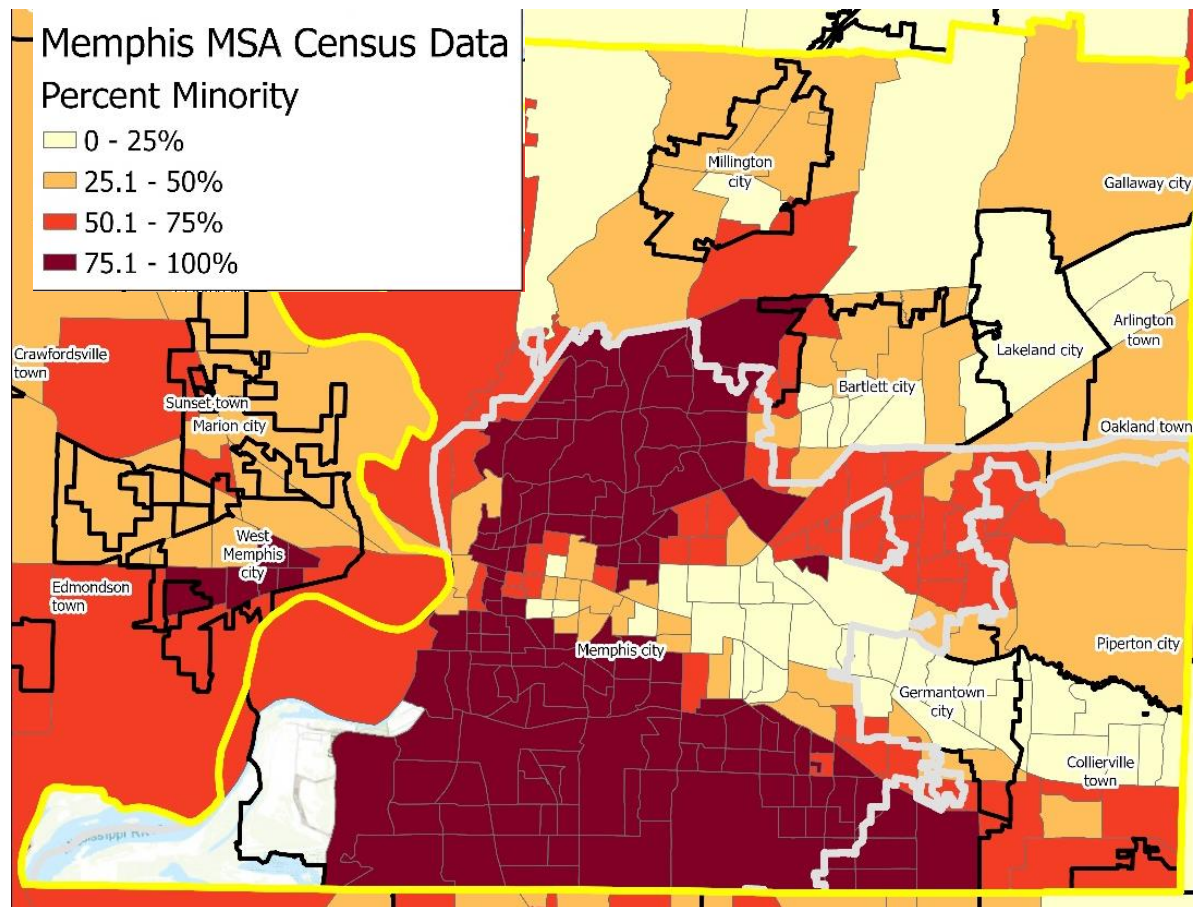 Memphis MSA Census Data
Percent Minority
0 - 25%
25.1 - 50%
50.1 - 75%
75.1 - 100%
Millington
city
Gallaway city
Arlington
town
Lakeland city
Crawfordsville
town
Bartlett city
Sunset town
Marion city
Oakland town
West
Memphis
city
Edmondson
town
Memphis city
Piperton city
Germantown
city
Collierville
town